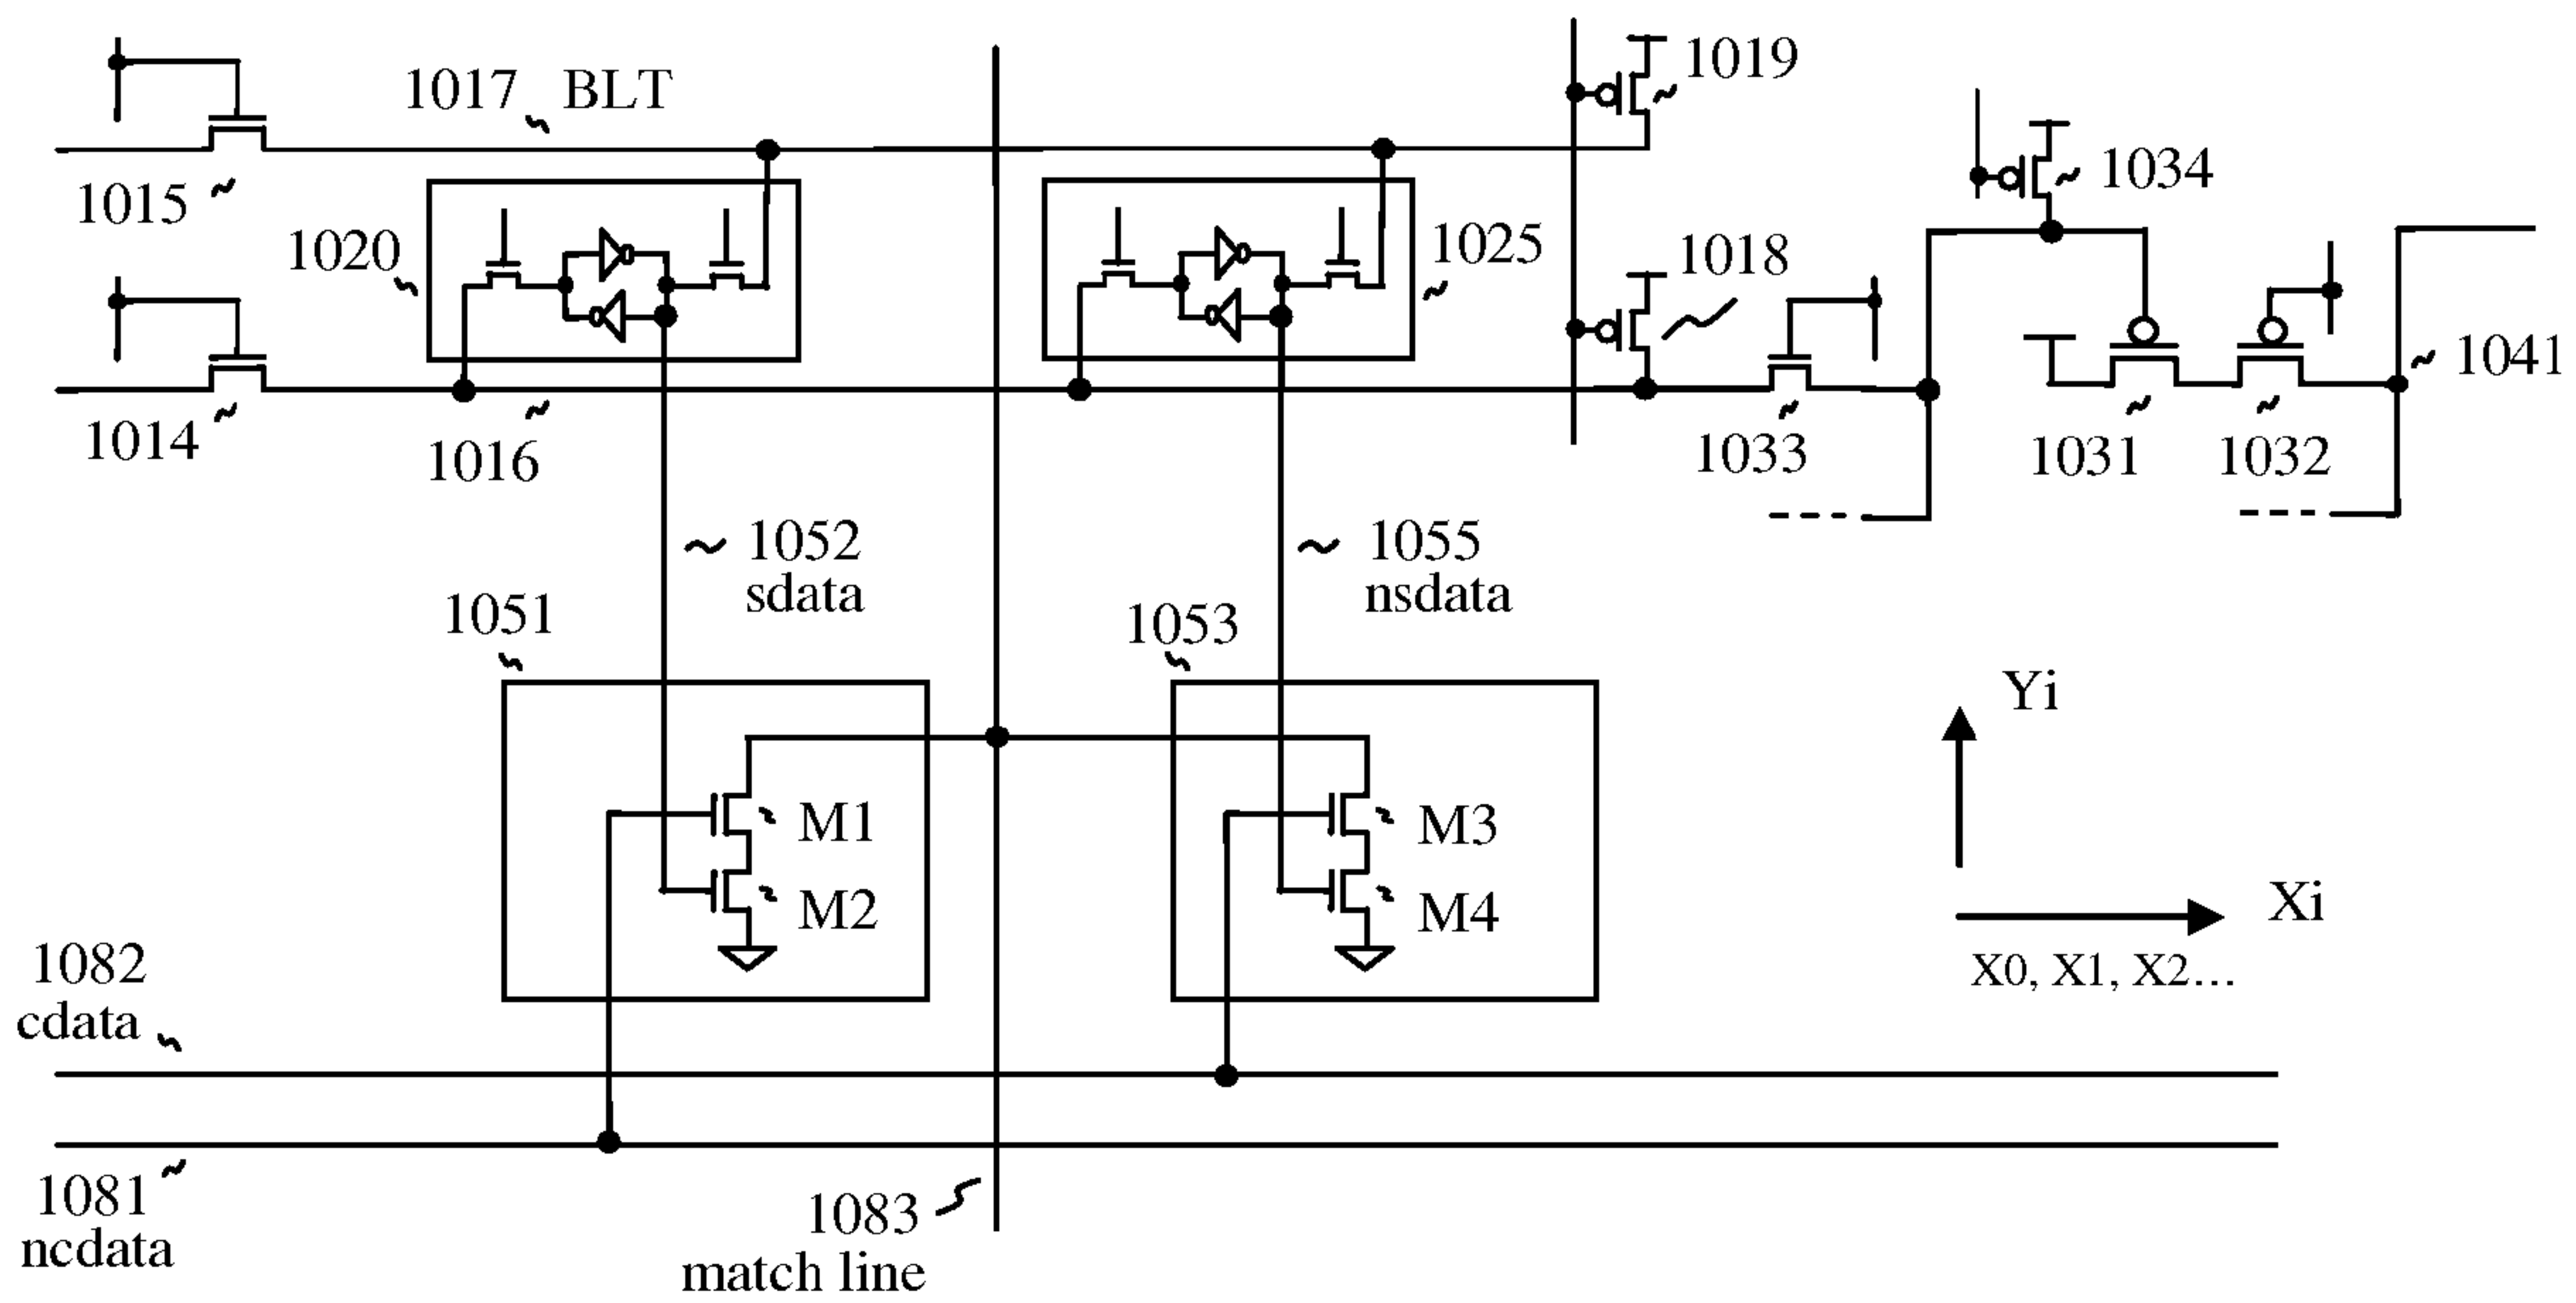 1019
1017 BLT
1034
1015
1020
1025
1018
1041
1014
1016
1033
1031
1032
1052
sdata
1055
nsdata
1051
1053
Yi
M1
M3
M2
M4
Xi
X0, X1, X2...
1082
cdata
1081
ncdata
1083
match line